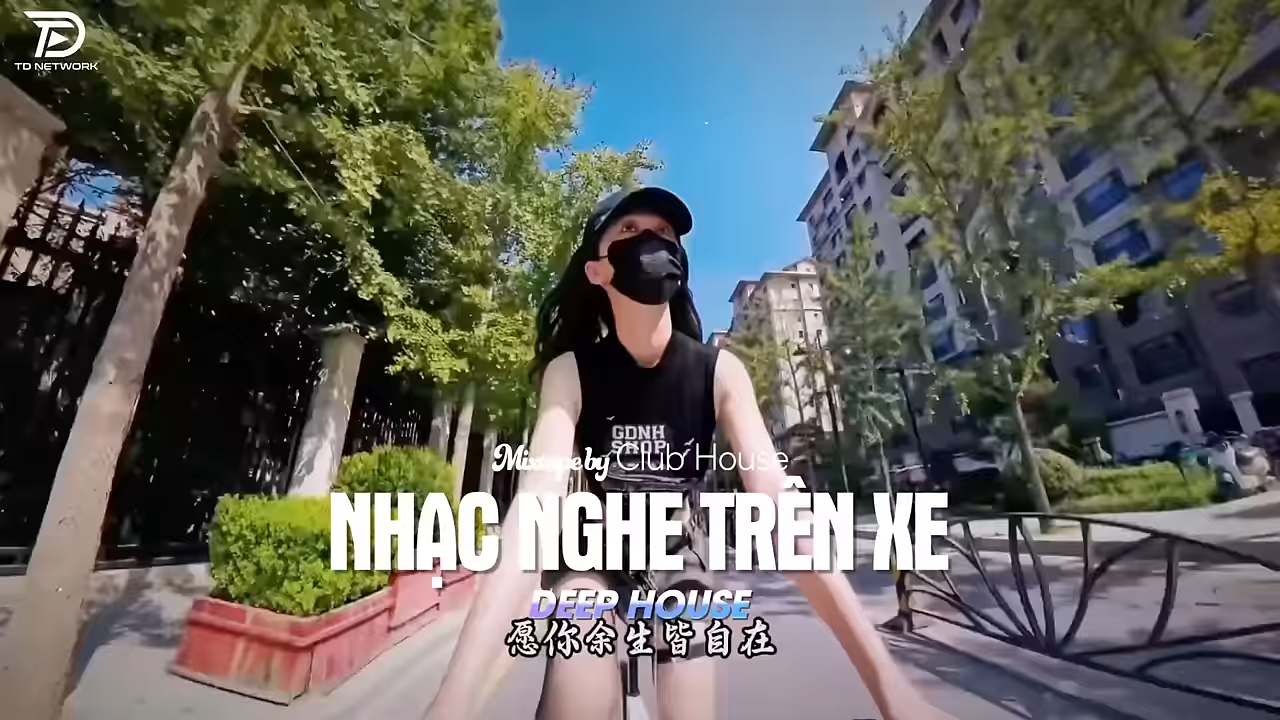 TD NETWORK
GDNH
SHOP
Mixtape by Club House
NHẠC NGHE TRÊN XE
DEEP HOUSE
愿你余生皆自在